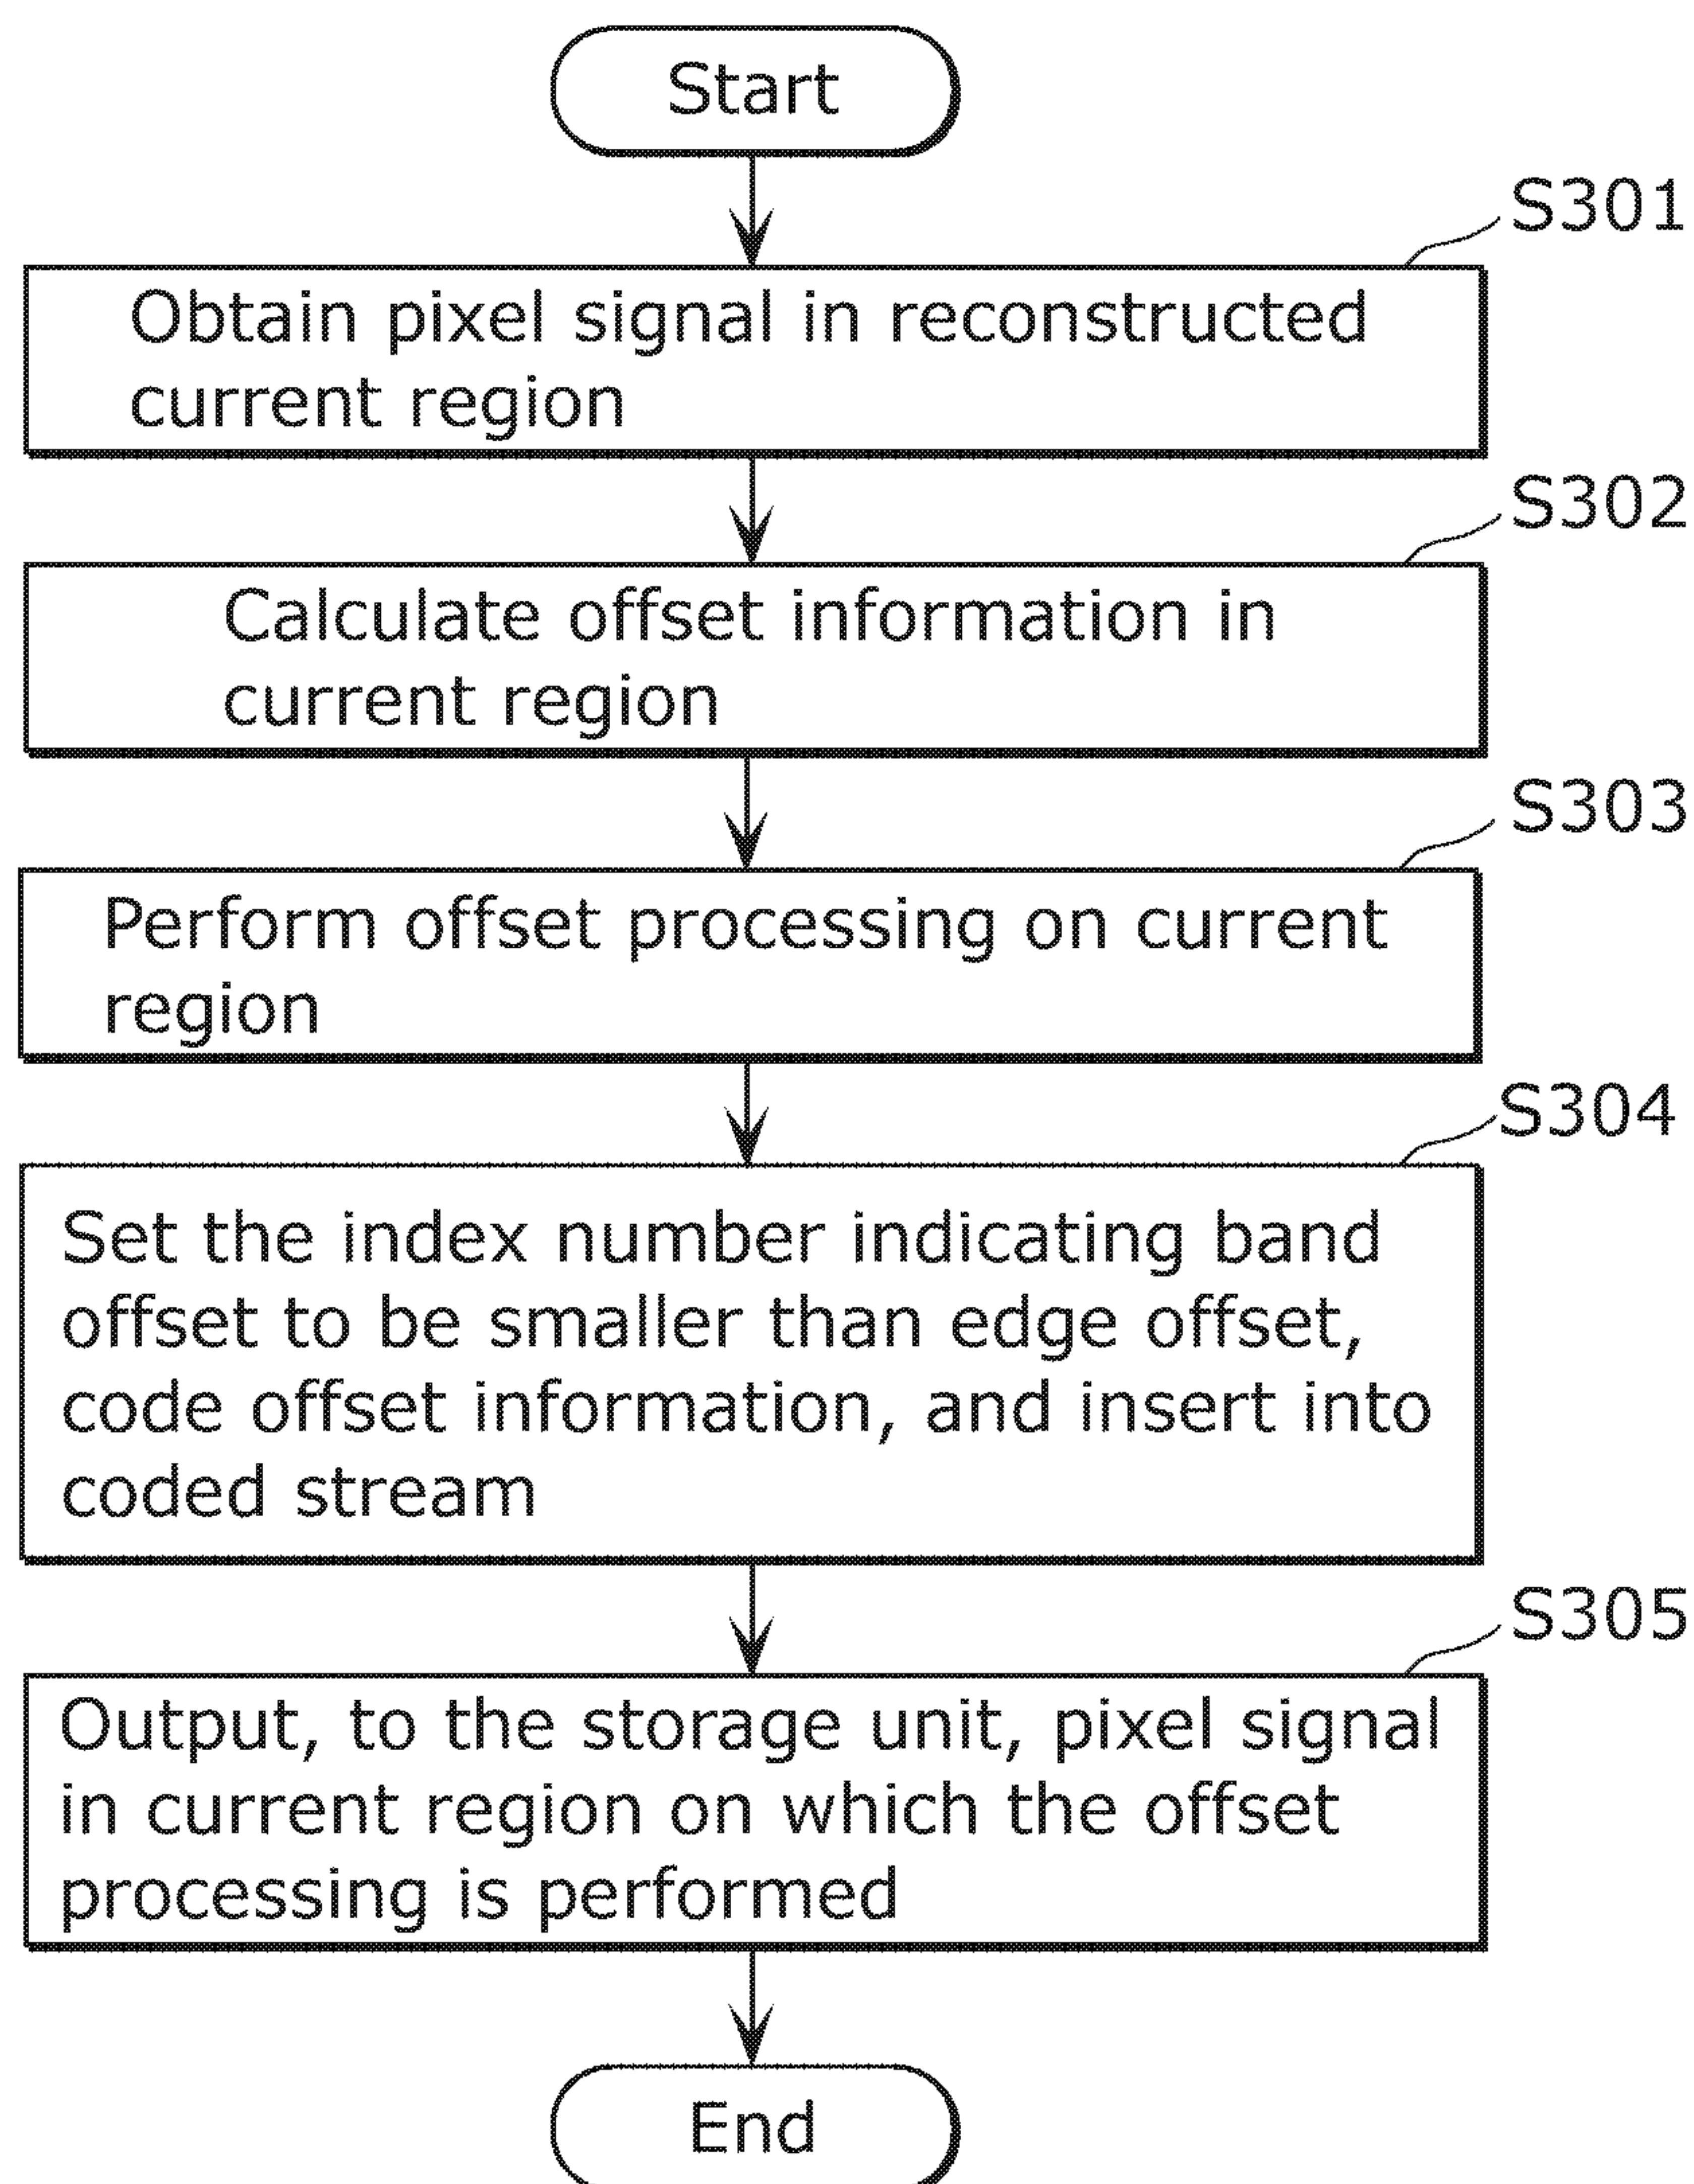 Start
S301
Obtain pixel signal in reconstructed
current region
S302
Calculate offset information in
current region
S303
Perform offset processing on current
region
S304
Set the index number indicating band
offset to be smaller than edge offset,
code offset information, and insert into
coded stream
S305
Output, to the storage unit, pixel signal
in current region on which the offset
processing is performed
End